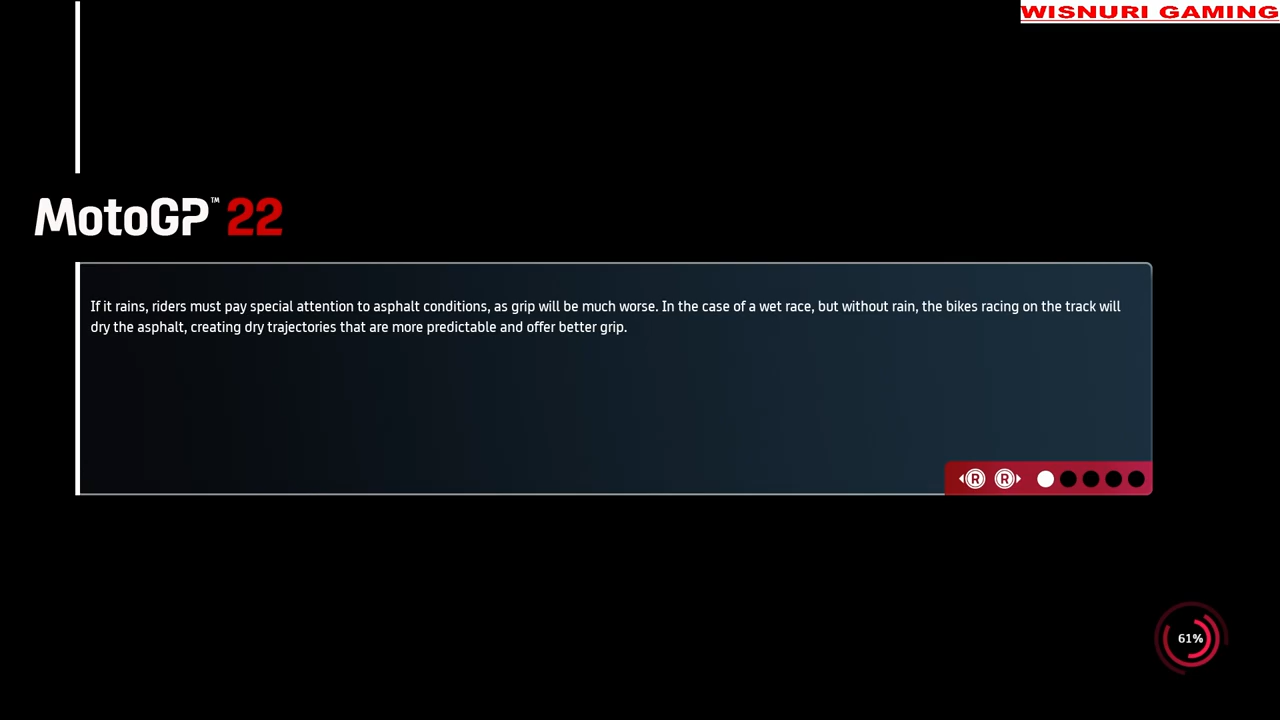 WISNURI GAMING
MotoGP™ 22
If it rains, riders must pay special attention to asphalt conditions, as grip will be much worse. In the case of a wet race, but without rain, the bikes racing on the track will
dry the asphalt, creating dry trajectories that are more predictable and offer better grip.
R R
61%